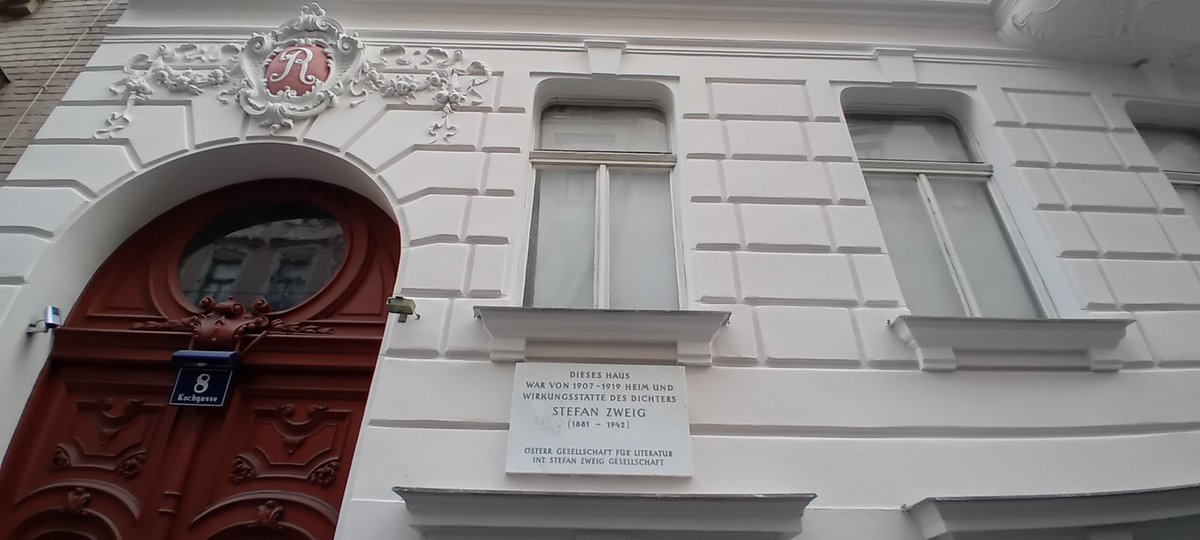 R
8
Kochgasse
DIESES HAUS
WAR VON 1907-1919 HEIM UND
WIRKUNGSSTÄTTE DES DICHTERS
STEFAN ZWEIG
(1881 - 1942)
ÖSTERR. GESELLSCHAFT FÜR LITERATUR
INT. STEFAN ZWEIG GESELLSCHAFT